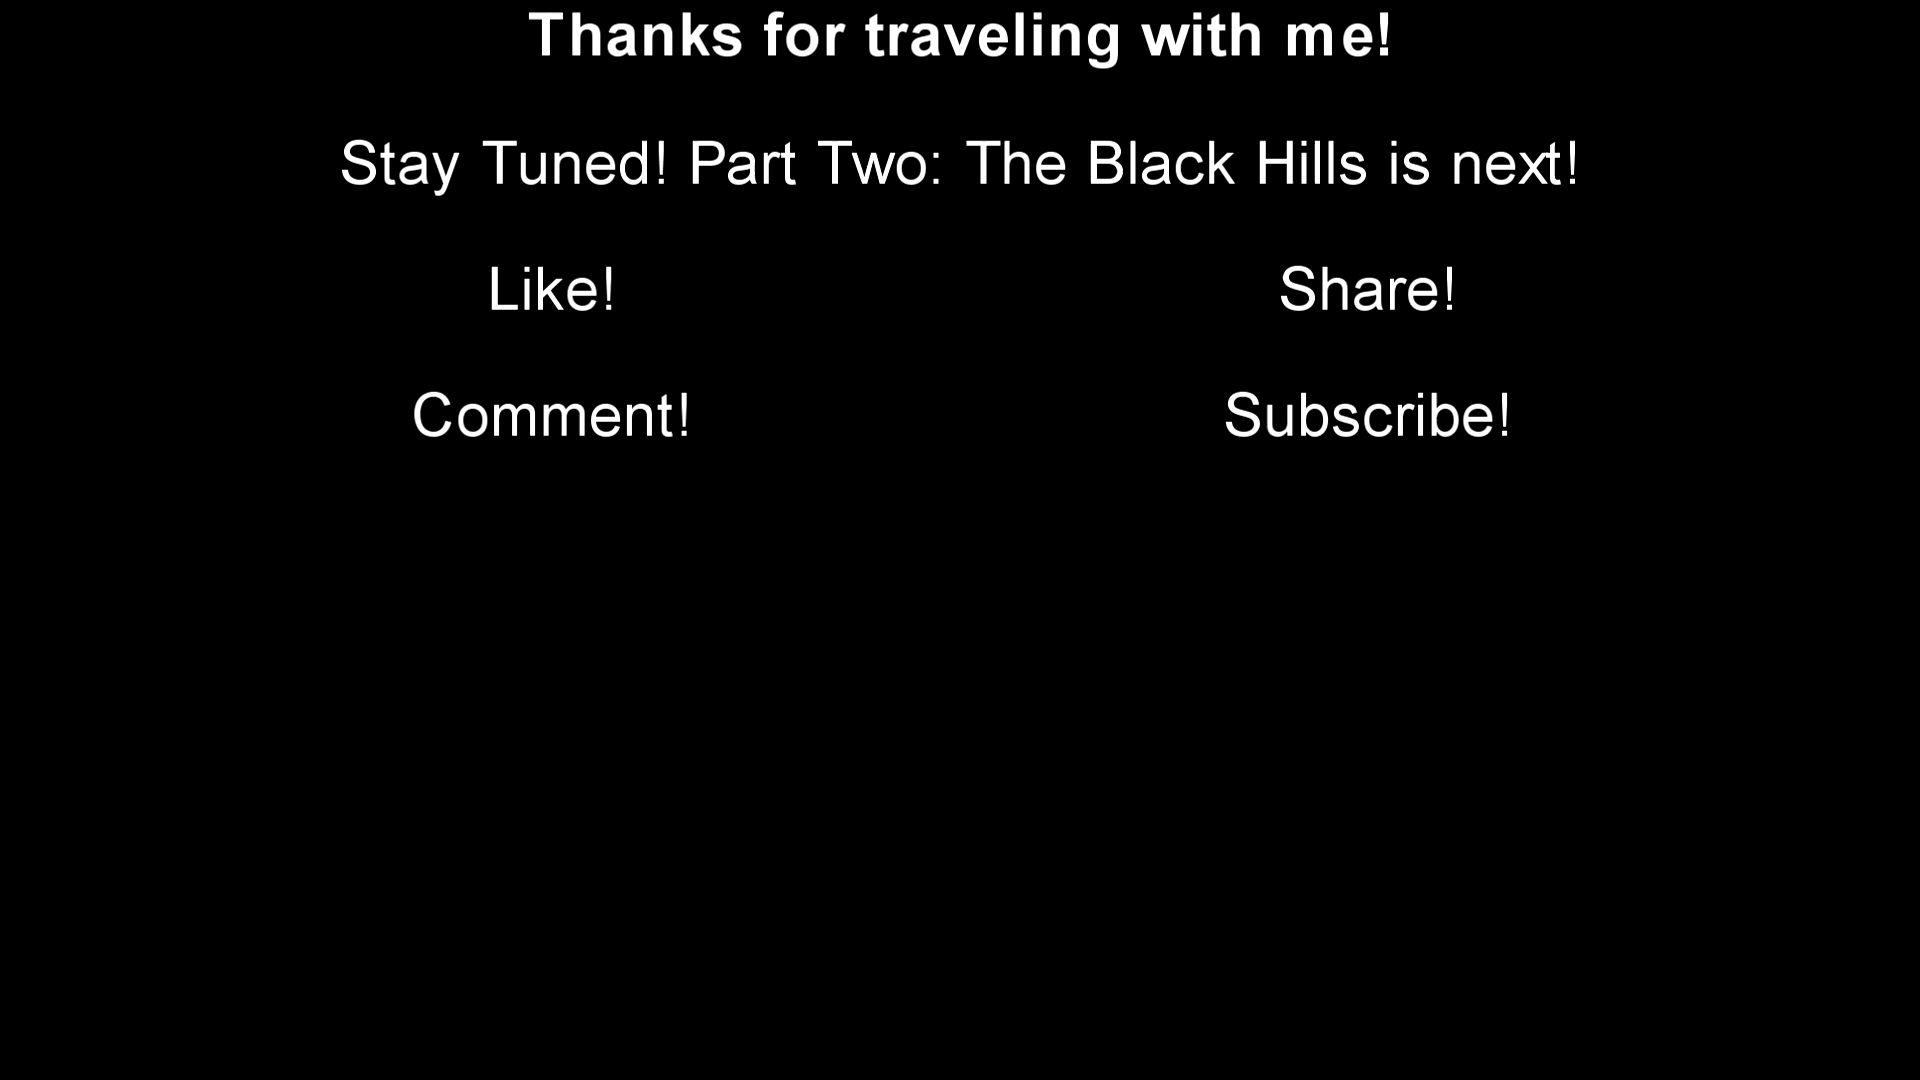 Thanks for traveling with me!
Stay Tuned! Part Two: The Black Hills is next!
Like! Share!
Comment! Subscribe!